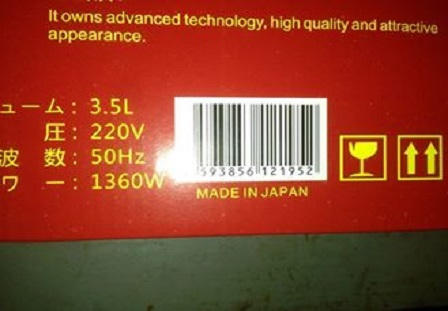 It owns advanced technology, high quality and attractive
appearance.
ューム: 3.5L
圧: 220V
波 数: 50Hz
ワ ー: 1360W
593856 121952
MADE IN JAPAN